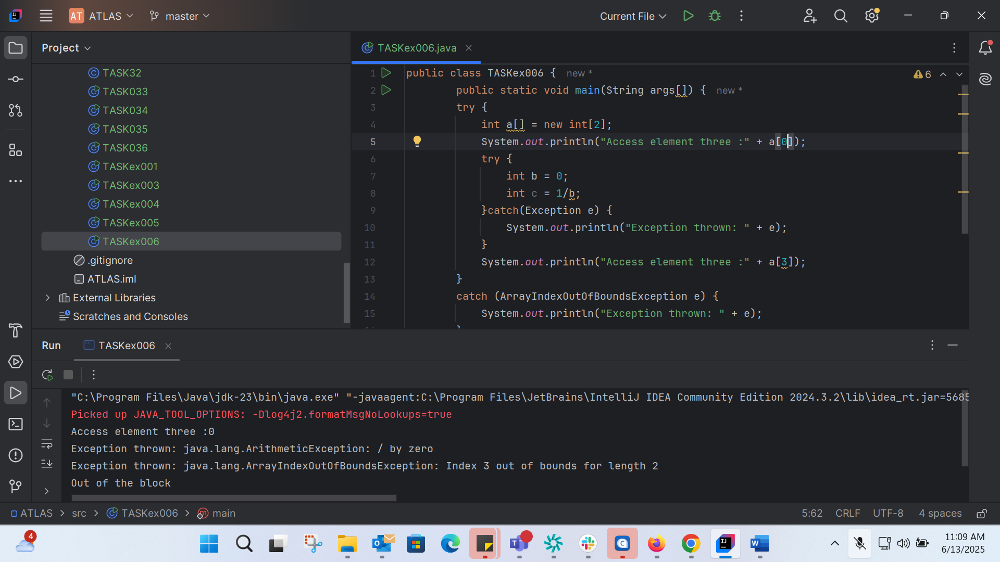 AT ATLAS master Current File
Project
TASKex006.java
TASK32
TASK033
TASK034
TASK035
TASK036
TASKex001
TASKex003
TASKex004
TASKex005
TASKex006
.gitignore
ATLAS.iml
External Libraries
Scratches and Consoles
1 public class TASKex006 { new *
6
2 public static void main(String args[]) { new *
3 try {
4 int a[] = new int[2];
5 System.out.println("Access element three :" + a[0]);
6 try {
7 int b = 0;
8 int c = 1/b;
9 }catch(Exception e) {
10 System.out.println("Exception thrown: " + e);
11 }
12 System.out.println("Access element three :" + a[3]);
13 }
14 catch (ArrayIndexOutOfBoundsException e) {
15 System.out.println("Exception thrown: " + e);
Run TASKex006
"C:\Program Files\Java\jdk-23\bin\java.exe" "-javaagent:C:\Program Files\JetBrains\IntelliJ IDEA Community Edition 2024.3.2\lib\idea_rt.jar=5685
Picked up JAVA_TOOL_OPTIONS: -Dlog4j2.formatMsgNoLookups=true
Access element three :0
Exception thrown: java.lang.ArithmeticException: / by zero
Exception thrown: java.lang.ArrayIndexOutOfBoundsException: Index 3 out of bounds for length 2
Out of the block
ATLAS > src > TASKex006 > main
5:62 CRLF UTF-8 4 spaces
4
11:09 AM
6/13/2025